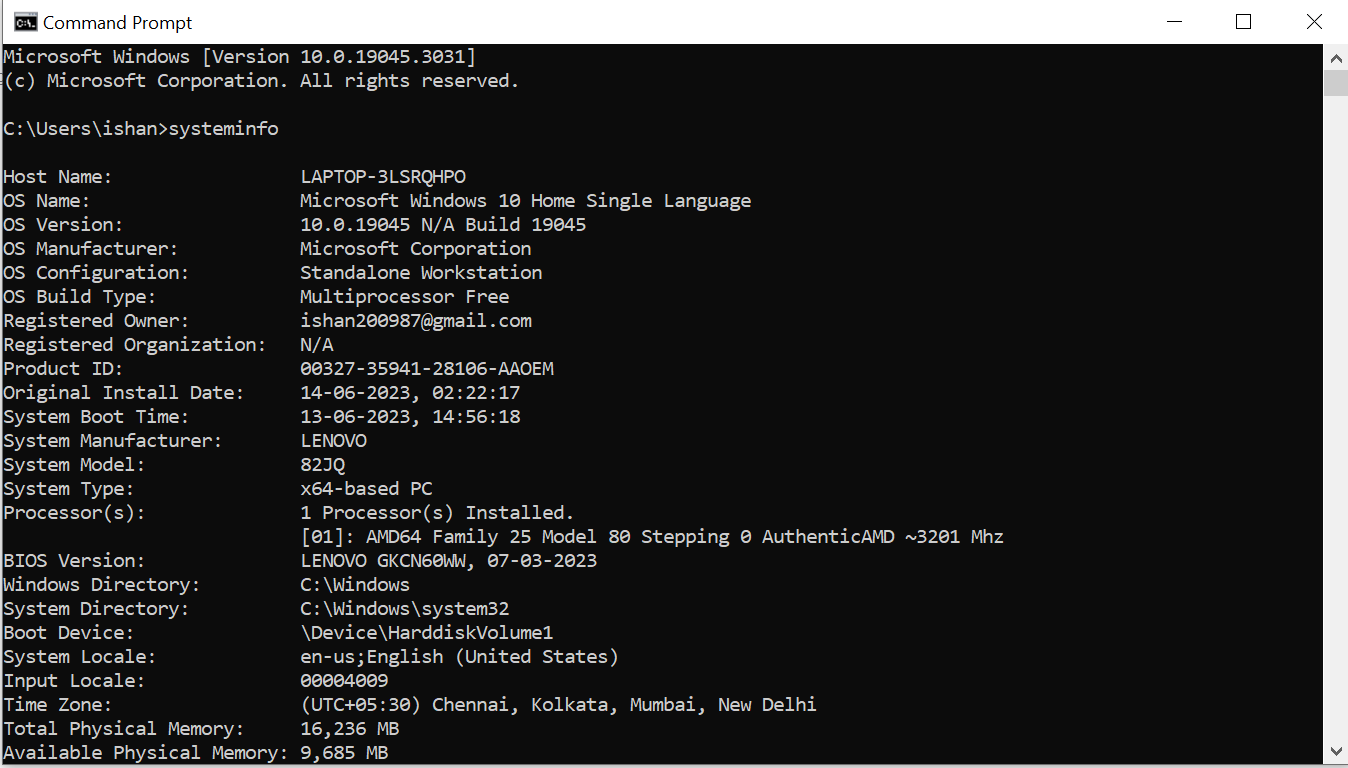 Command Prompt
Microsoft Windows [Version 10.0.19045.3031]
(c) Microsoft Corporation. All rights reserved.
C:\Users\ishan>systeminfo
Host Name: LAPTOP-3LSRQHPO
OS Name: Microsoft Windows 10 Home Single Language
OS Version: 10.0.19045 N/A Build 19045
OS Manufacturer: Microsoft Corporation
OS Configuration: Standalone Workstation
OS Build Type: Multiprocessor Free
Registered Owner: ishan200987@gmail.com
Registered Organization: N/A
Product ID: 00327-35941-28106-AAOEM
Original Install Date: 14-06-2023, 02:22:17
System Boot Time: 13-06-2023, 14:56:18
System Manufacturer: LENOVO
System Model: 82JQ
System Type: x64-based PC
Processor(s): 1 Processor(s) Installed.
[01]: AMD64 Family 25 Model 80 Stepping 0 AuthenticAMD ~3201 Mhz
BIOS Version: LENOVO GKCN60WW, 07-03-2023
Windows Directory: C:\Windows
System Directory: C:\Windows\system32
Boot Device: \Device\HarddiskVolume1
System Locale: en-us;English (United States)
Input Locale: 00004009
Time Zone: (UTC+05:30) Chennai, Kolkata, Mumbai, New Delhi
Total Physical Memory: 16,236 MB
Available Physical Memory: 9,685 MB